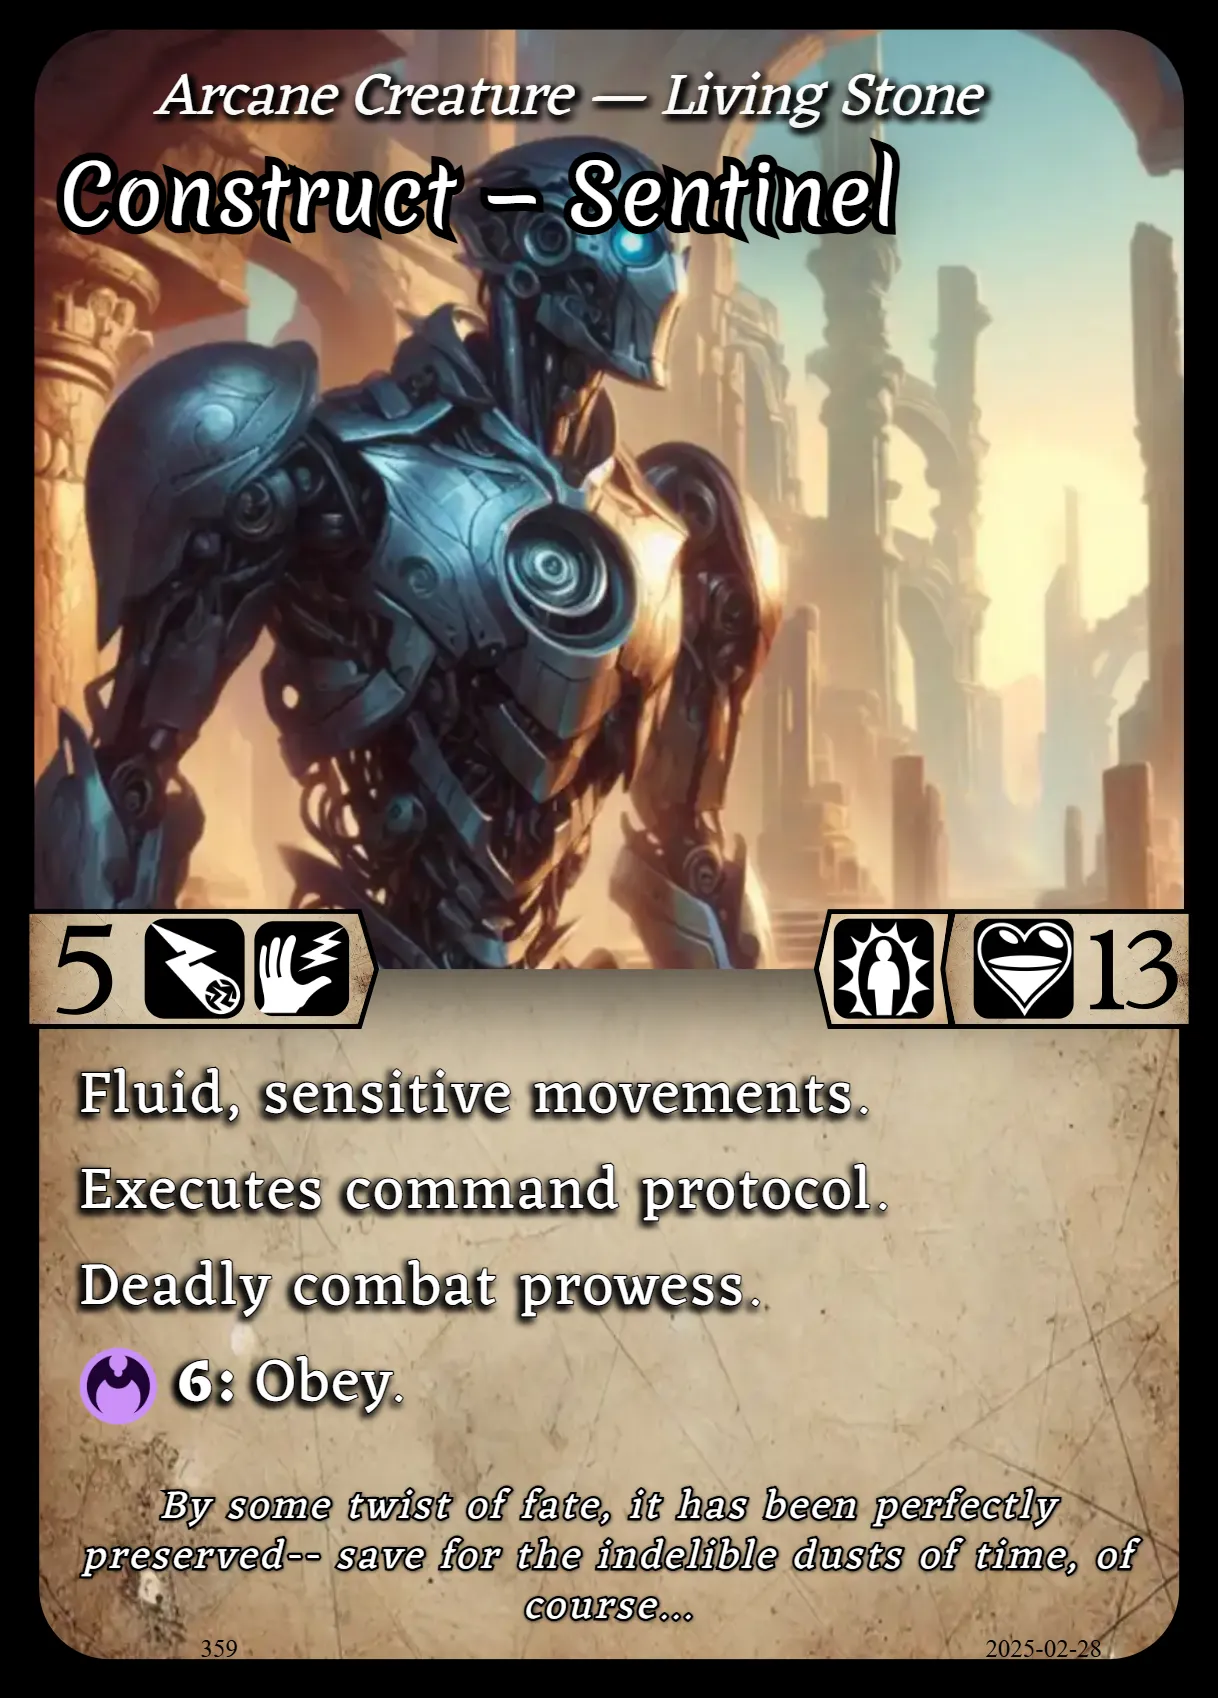 Arcane Creature — Living Stone
Construct – Sentinel
5
13
Fluid, sensitive movements.
Executes command protocol.
Deadly combat prowess.
6: Obey.
By some twist of fate, it has been perfectly
preserved-- save for the indelible dusts of time, of
course...
359
2025-02-28